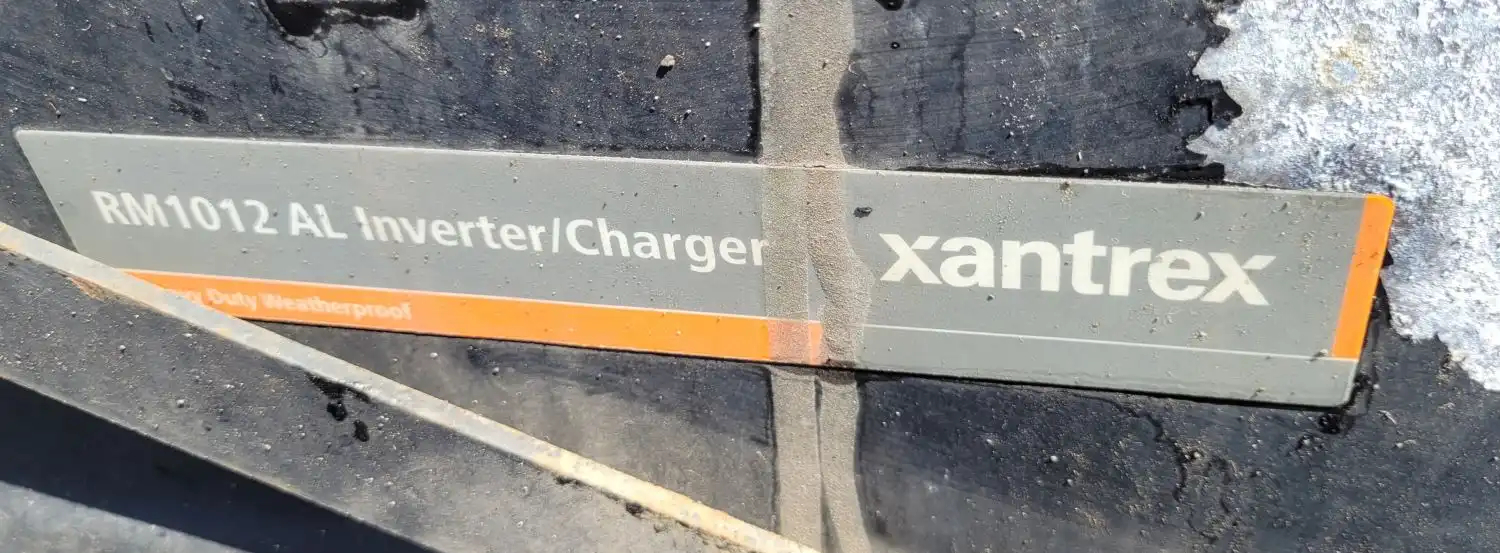 RM1012 AL Inverter/Charger
xantrex
Duty Weatherproof